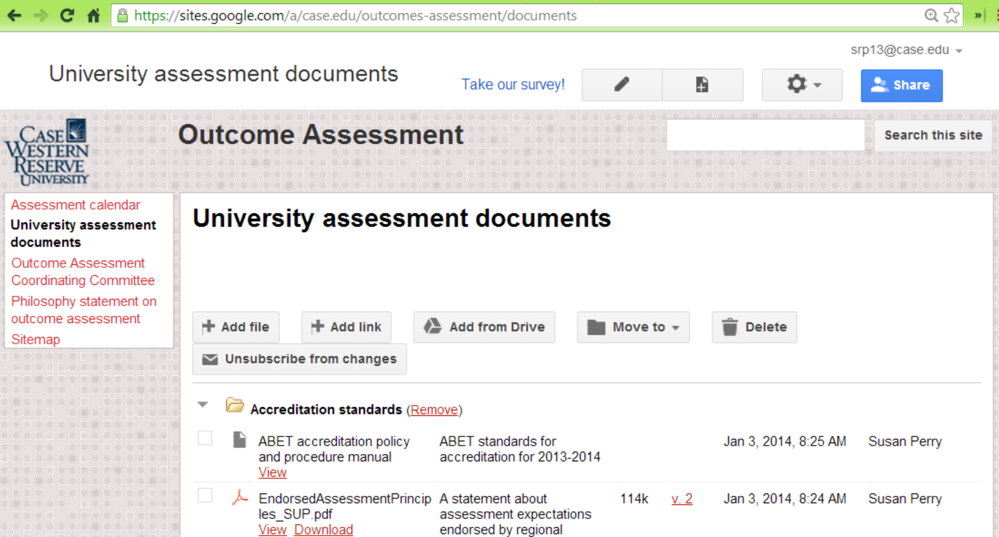 https://sites.google.com/a/case.edu/outcomes-assessment/documents
»
srp13@case.edu
University assessment documents
Take our survey!
Share
CASE
WESTERN
RESERVE
UNIVERSITY
Outcome Assessment
Search this site
Assessment calendar
University assessment
documents
Outcome Assessment
Coordinating Committee
Philosophy statement on
outcome assessment
Sitemap
University assessment documents
Add file
Add link
Add from Drive
Move to
Delete
Unsubscribe from changes
Accreditation standards (Remove)
ABET accreditation policy
and procedure manual
View
ABET standards for
accreditation for 2013-2014
Jan 3, 2014, 8:25 AM
Susan Perry
EndorsedAssessmentPrincip
les_SUP.pdf
View Download
A statement about
assessment expectations
endorsed by regional
114k
v. 2
Jan 3, 2014, 8:24 AM
Susan Perry